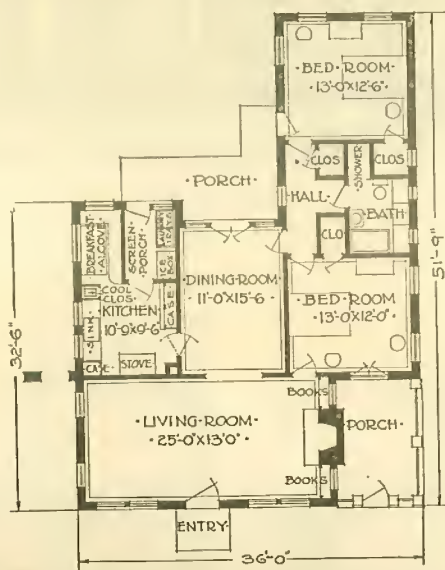 ·BED·ROOM·
·13'-0"X12'-6"·
CLOS
SHOWER
CLOS
·PORCH·
HALL
BATH
CLO
BREAKFAST
ALCOVE
SCREEN
PORCH
LAUNDRY
TRAYS
ICE
BOX
COOL
CLOS
KITCHEN
10'-9"X9'-6"
CASE
SINK
CASE
STOVE
DINING·ROOM
11'-0"X15'-6
BED·ROOM
·13'-0"X12'-0"·
·LIVING·ROOM·
·25'-0"X13'-0"·
BOOKS
BOOKS
·PORCH·
ENTRY·
32'-6"
51'-9"
36'-0"